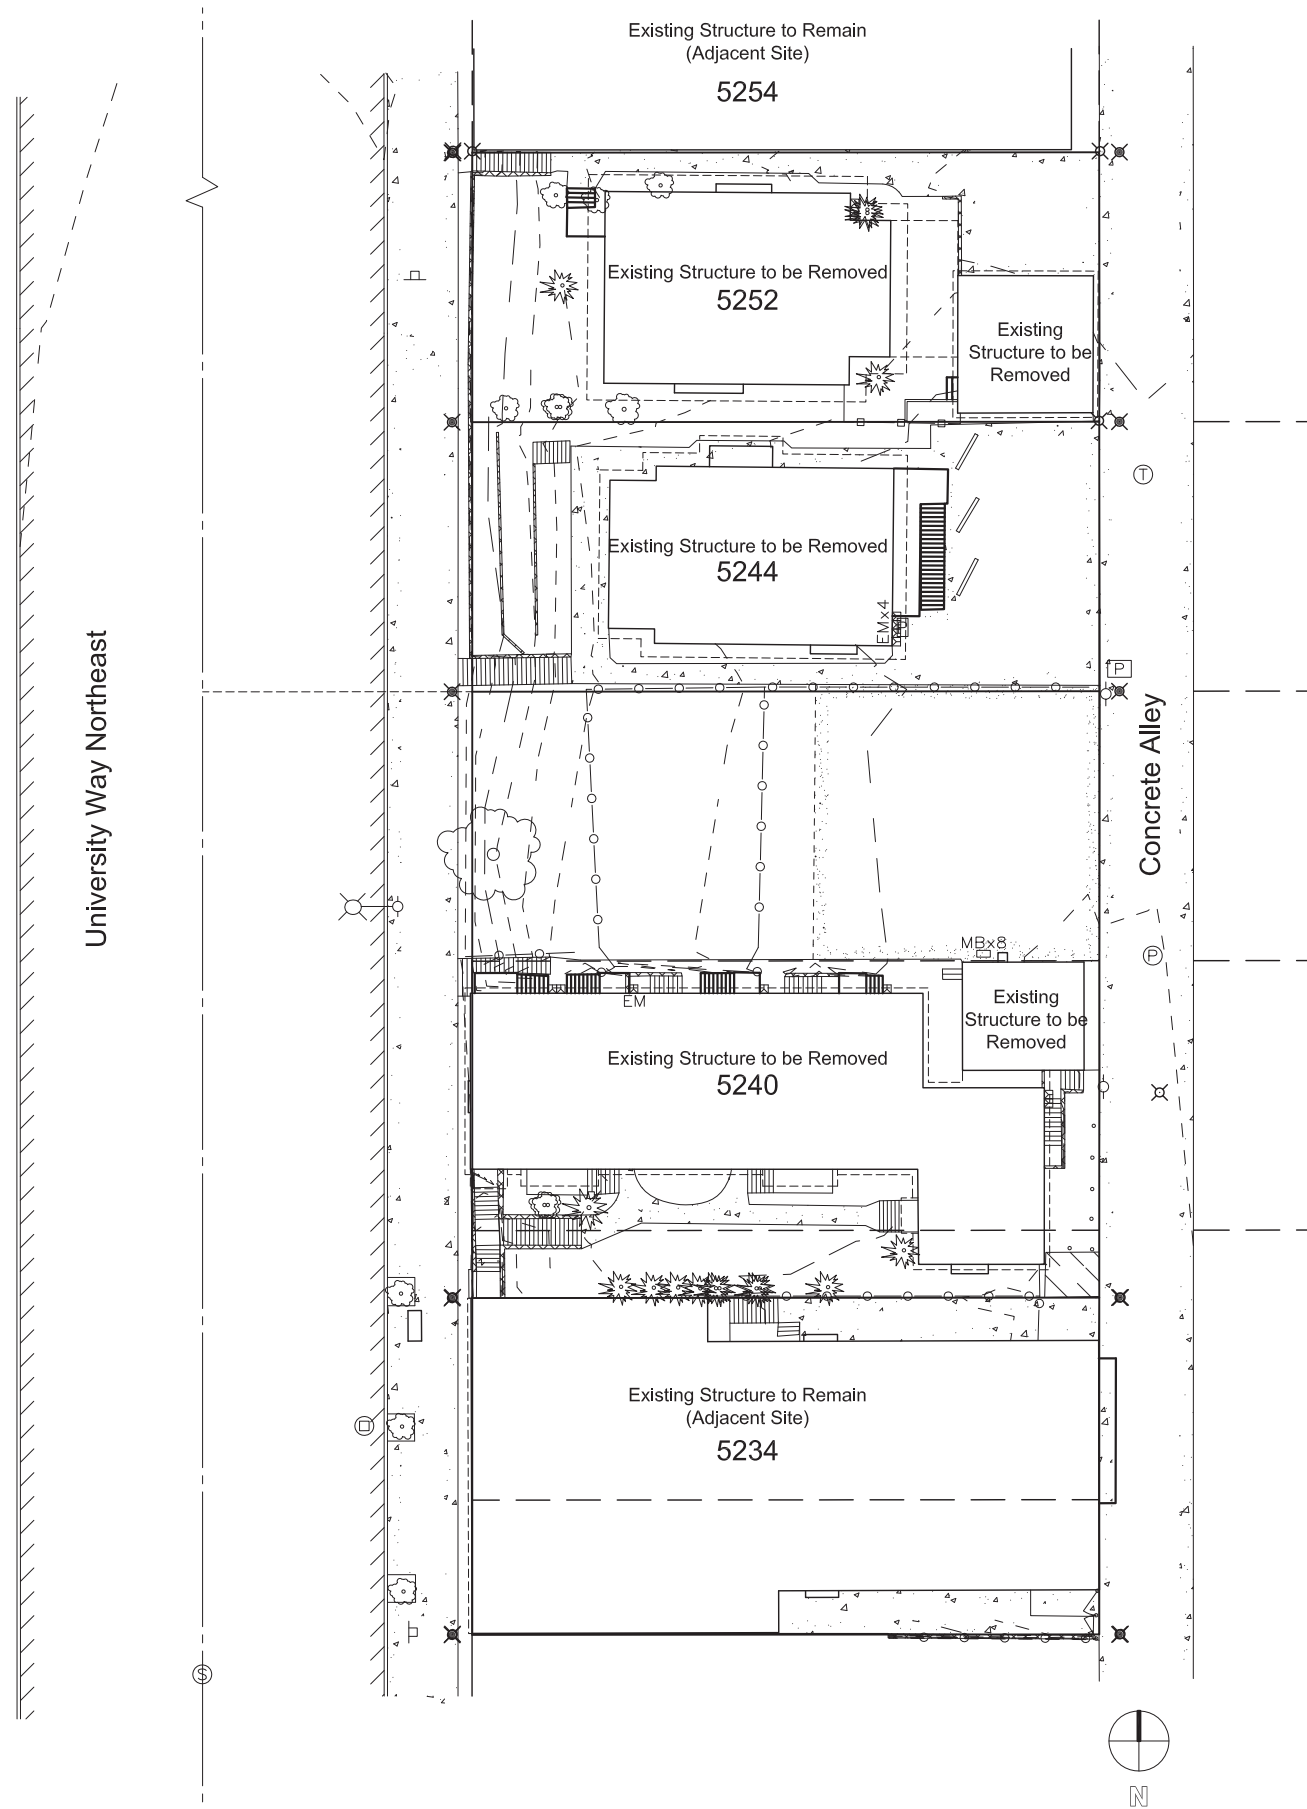 Existing Structure to Remain
(Adjacent Site)
5254
Existing Structure to be Removed
5252
Existing
Structure to be
Removed
T
Existing Structure to be Removed
5244
EMx4
P
University Way Northeast
Concrete Alley
MBx8
P
EM
Existing
Structure to be
Removed
Existing Structure to be Removed
5240
Existing Structure to Remain
(Adjacent Site)
5234
S
N